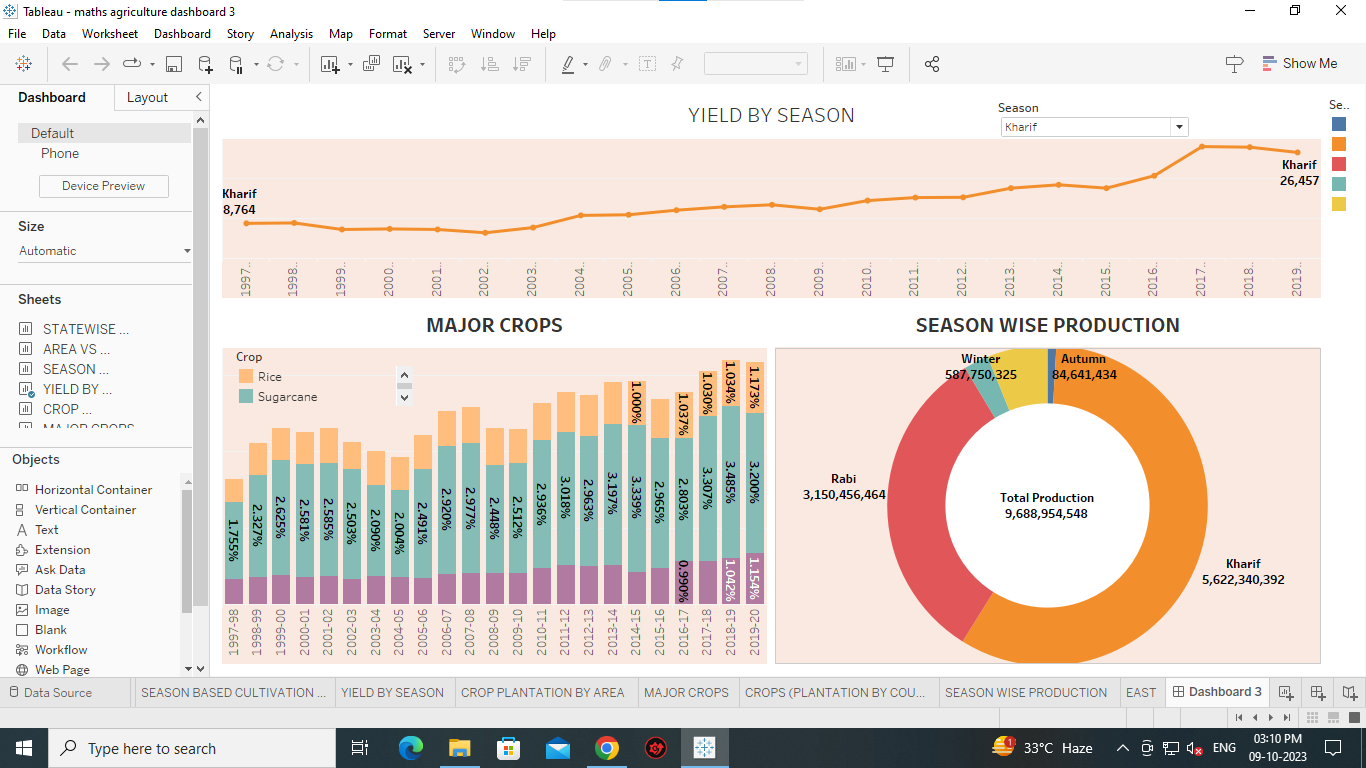 Tableau - maths agriculture dashboard 3
File Data Worksheet Dashboard Story Analysis Map Format Server Window Help
Show Me
Dashboard Layout
Default
Phone
Device Preview
Size
Automatic
Sheets
STATEWISE ...
AREA VS ...
SEASON ...
YIELD BY ...
CROP ...
Objects
Horizontal Container
Vertical Container
Text
Extension
Ask Data
Data Story
Image
Blank
Workflow
Web Page
YIELD BY SEASON
Season
Kharif
Se..
Kharif
8,764
Kharif
26,457
1997.. 1998.. 1999.. 2000.. 2001.. 2002.. 2003.. 2004.. 2005.. 2006.. 2007.. 2008.. 2009.. 2010.. 2011.. 2012.. 2013.. 2014.. 2015.. 2016.. 2017.. 2018.. 2019..
MAJOR CROPS
Crop
Rice
Sugarcane
1.000% 1.037% 1.030% 1.034% 1.173%
1.755% 2.327% 2.625% 2.581% 2.585% 2.503% 2.090% 2.004% 2.491% 2.920% 2.977% 2.448% 2.512% 2.936% 3.018% 2.963% 3.197% 3.339% 2.965% 2.803% 3.307% 3.485% 3.200%
0.990% 1.042% 1.154%
1997-98 1998-99 1999-00 2000-01 2001-02 2002-03 2003-04 2004-05 2005-06 2006-07 2007-08 2008-09 2009-10 2010-11 2011-12 2012-13 2013-14 2014-15 2015-16 2016-17 2017-18 2018-19 2019-20
SEASON WISE PRODUCTION
Winter
587,750,325
Autumn
84,641,434
Rabi
3,150,456,464
Total Production
9,688,954,548
Kharif
5,622,340,392
Data Source SEASON BASED CULTIVATION ... YIELD BY SEASON CROP PLANTATION BY AREA MAJOR CROPS CROPS (PLANTATION BY COU... SEASON WISE PRODUCTION EAST Dashboard 3
Type here to search
1
33°C Haze
ENG
03:10 PM
09-10-2023